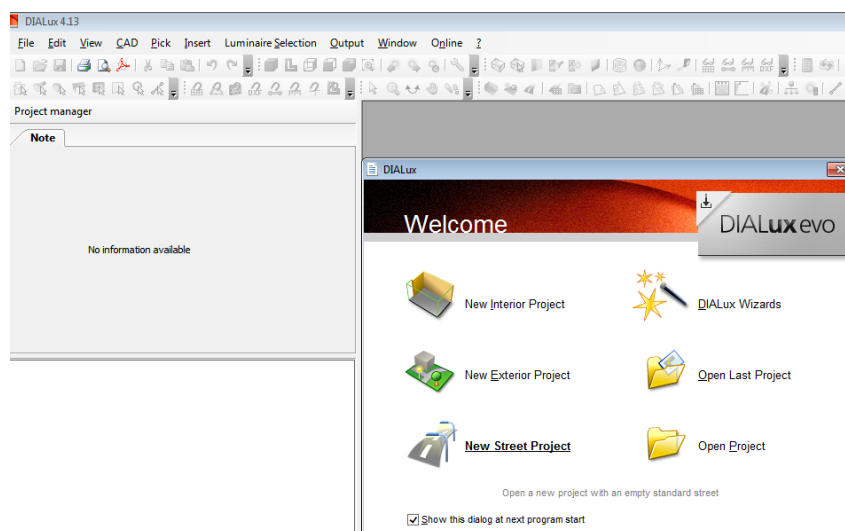 DIALux 4.13
File Edit View CAD Pick Insert Luminaire Selection Output Window Online ?
Project manager
Note
No information available
DIALux
Welcome
DIALux evo
New Interior Project
DIALux Wizards
New Exterior Project
Open Last Project
New Street Project
Open Project
Open a new project with an empty standard street
Show this dialog at next program start